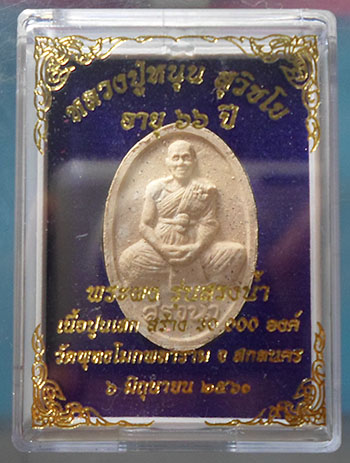 หลวงปู่หนุน สุวิชโย
อายุ ๖๖ ปี
พระผง รุ่นสรงน้ำ
เนื้อปูนเสก สร้าง ๖๐,๐๐๐ องค์
วัดพุทธโมกพลาราม จ สกลนคร
๖ มิถุนายน ๒๕๖๑